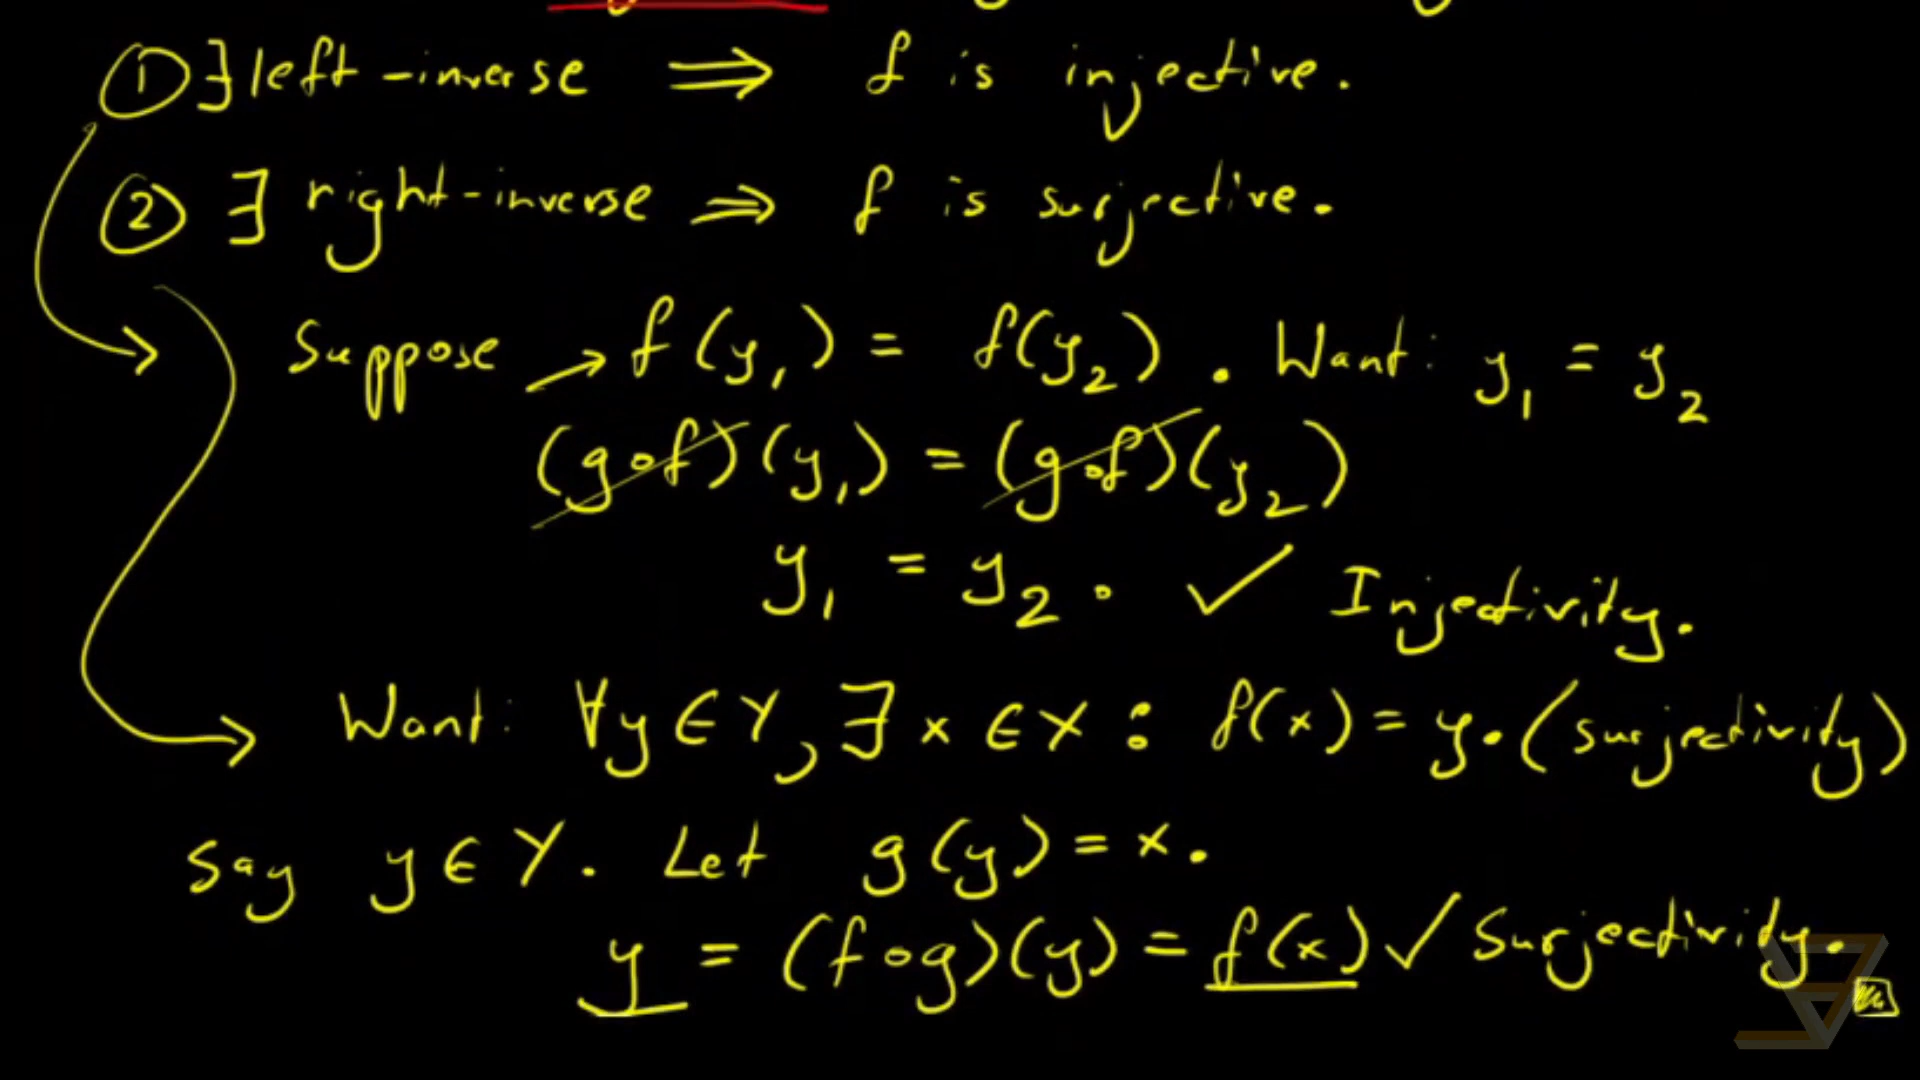 ① ∃ left-inverse ⟹ f is injective.
② ∃ right-inverse ⟹ f is surjective.
Suppose → f(y₁) = f(y₂). Want: y₁ = y₂
(g∘f)(y₁) = (g∘f)(y₂)
y₁ = y₂. ✓ Injectivity.
Want: ∀y∈Y, ∃x∈X : f(x) = y. (surjectivity)
Say y∈Y. Let g(y) = x.
y = (f∘g)(y) = f(x) ✓ Surjectivity.